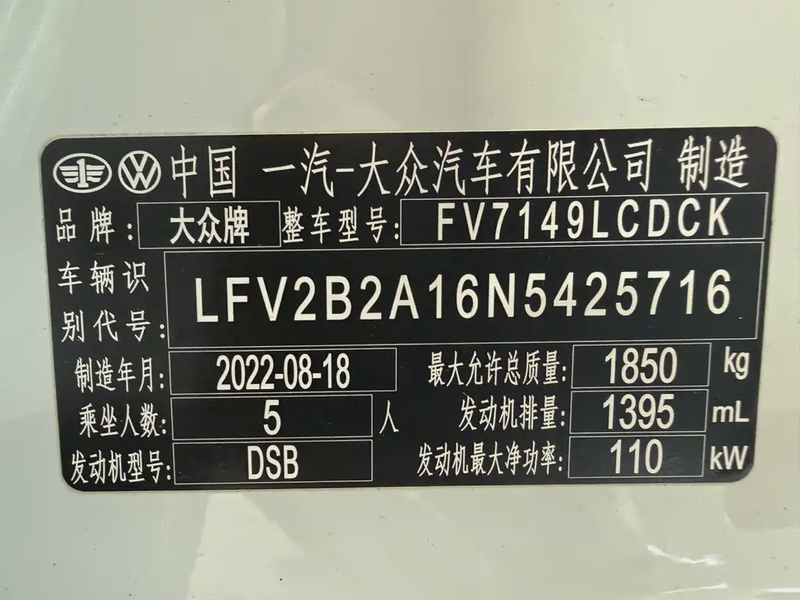 中国 一汽-大众汽车有限公司 制造
品牌: 大众牌 整车型号: FV7149LCDCK
车辆识别代号: LFV2B2A16N5425716
制造年月: 2022-08-18 最大允许总质量: 1850 kg
乘坐人数: 5 人 发动机排量: 1395 mL
发动机型号: DSB 发动机最大净功率: 110 kW